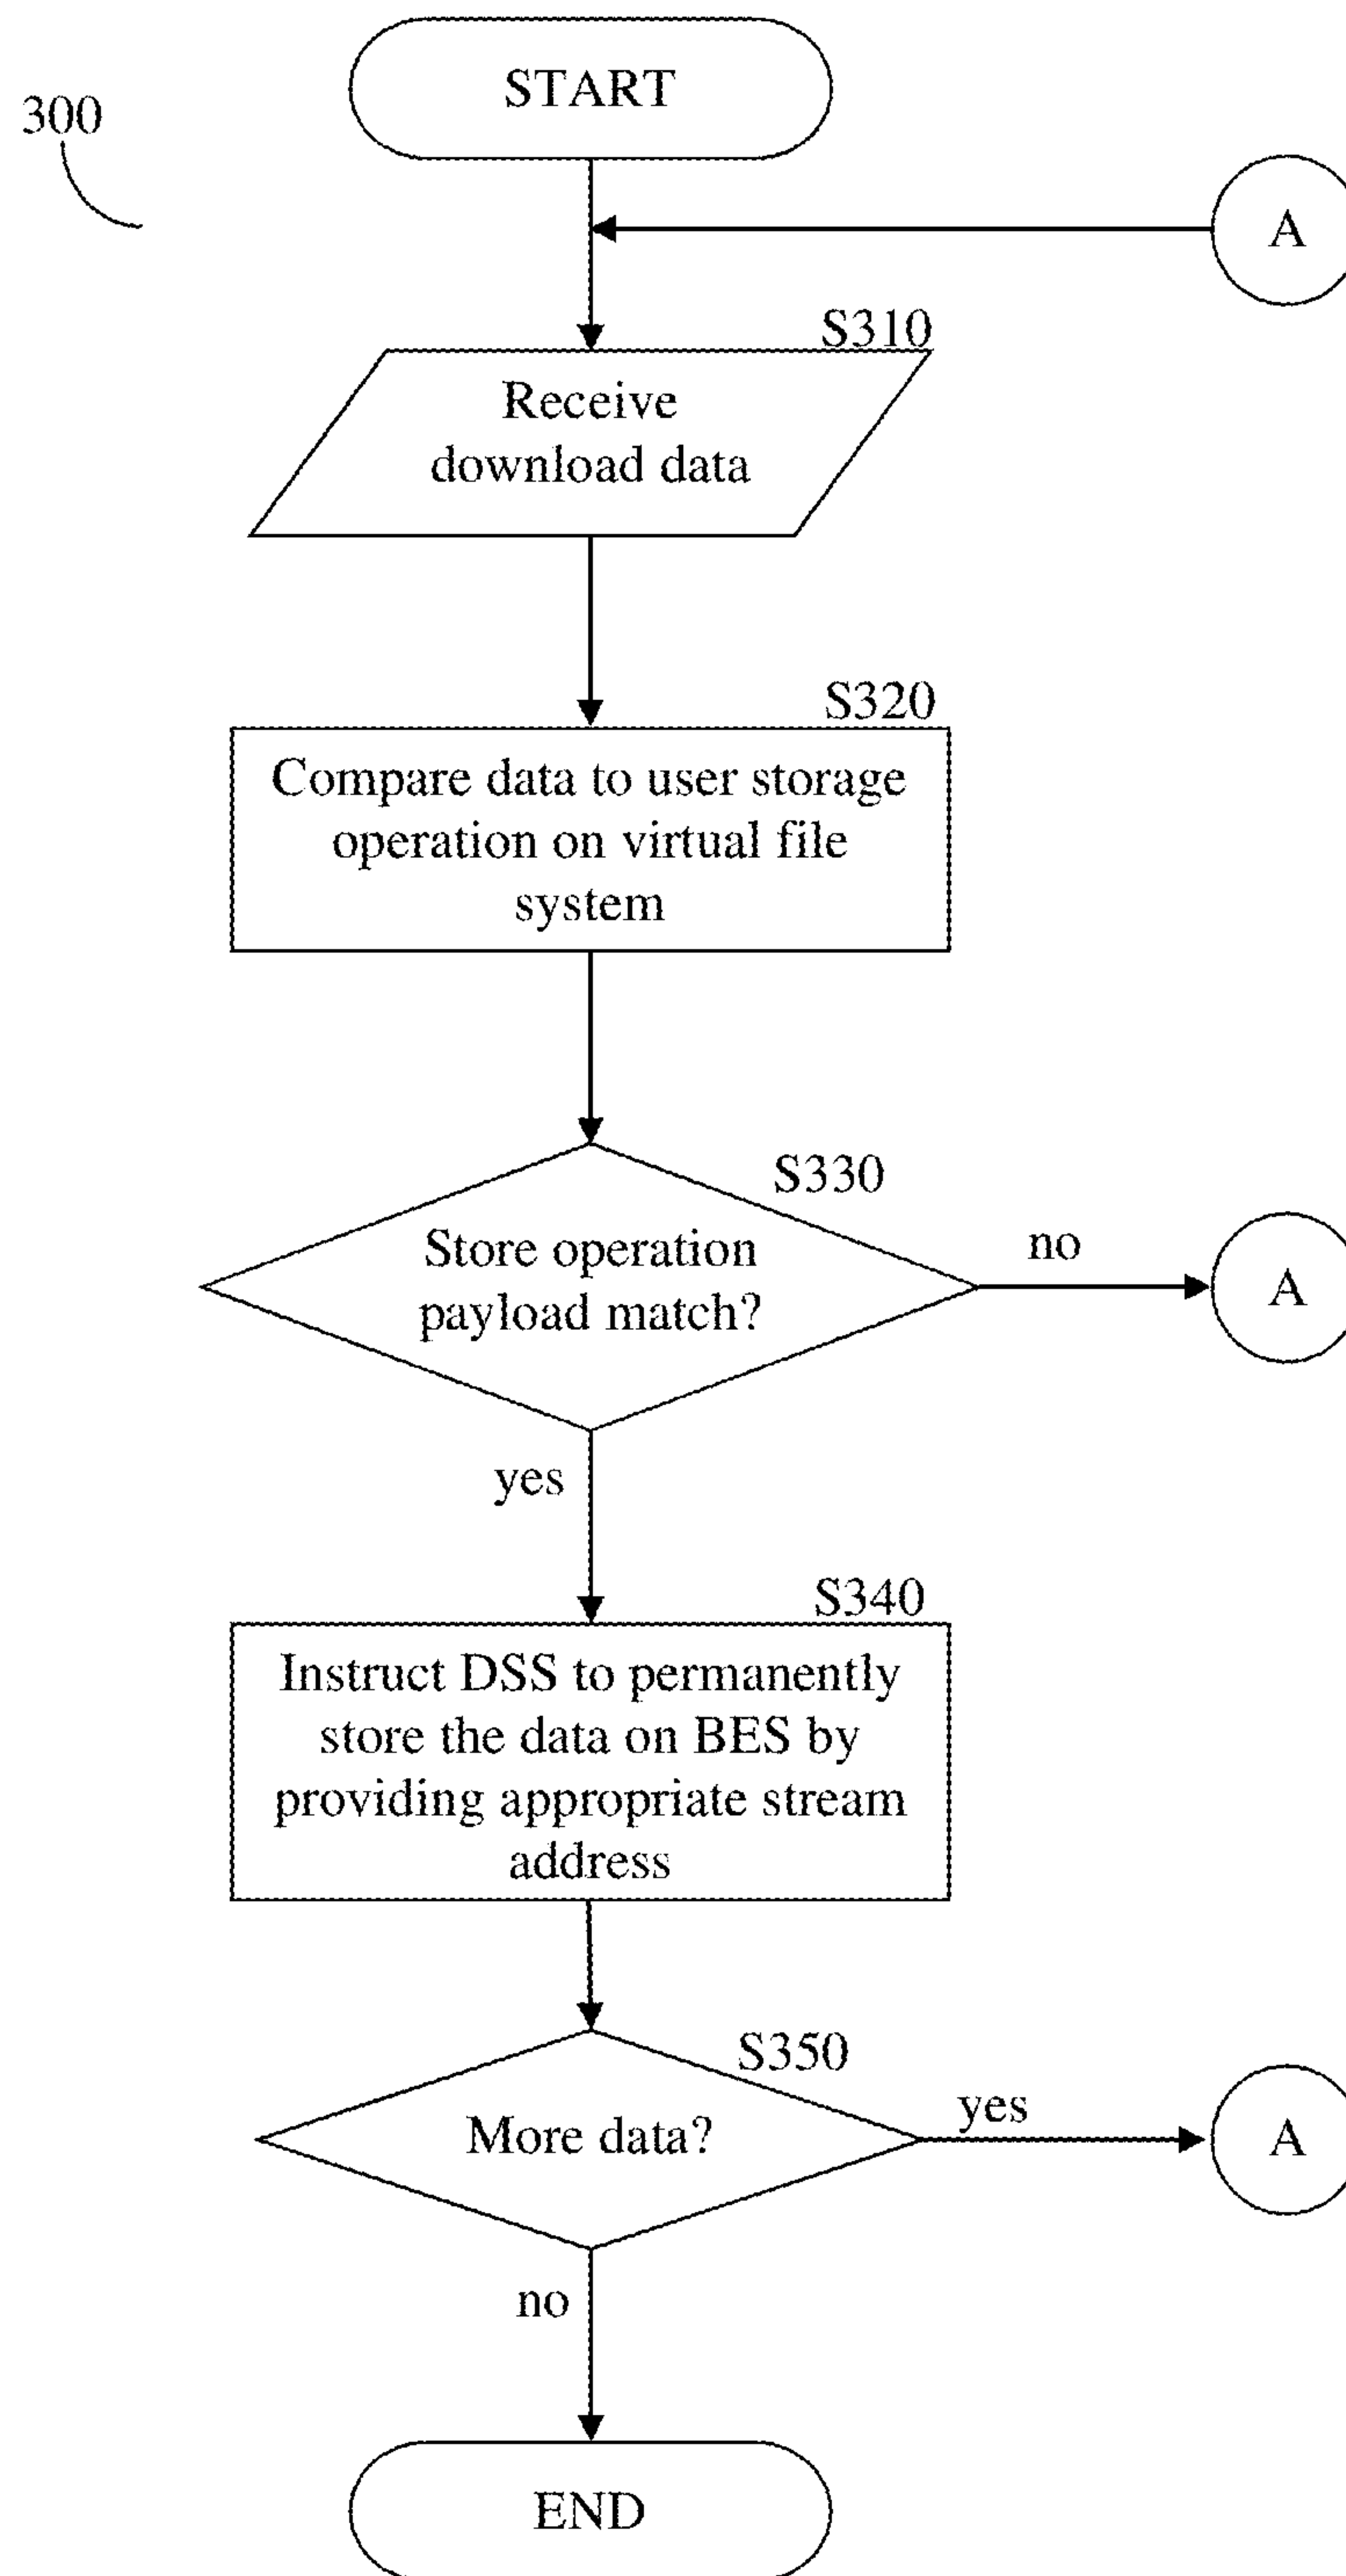 START
300
A
S310
Receive
download data
S320
Compare data to user storage
operation on virtual file
system
S330
Store operation
payload match?
no
A
yes
S340
Instruct DSS to permanently
store the data on BES by
providing appropriate stream
address
S350
More data?
yes
A
no
END